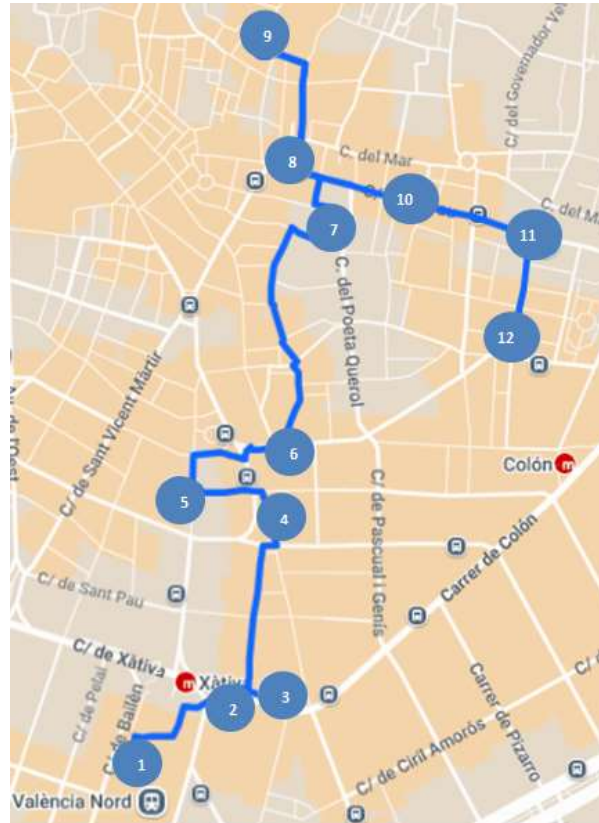 9
C/ del Governador Ve
8
C. del Mar
10
11
C. del M
7
C. del Poeta Querol
12
C/ de Sant Vicent Màrtir
6
Colón
m
5
4
C/ de Pascual i Genís
Carrer de Colón
C/ de Sant Pau
C/ de Xàtiva
m
Xàtiv
C/ de Pelai
C/ de Bailén
2
3
Carrer de Pizarro
C/ de Ciril Amorós
1
València Nord